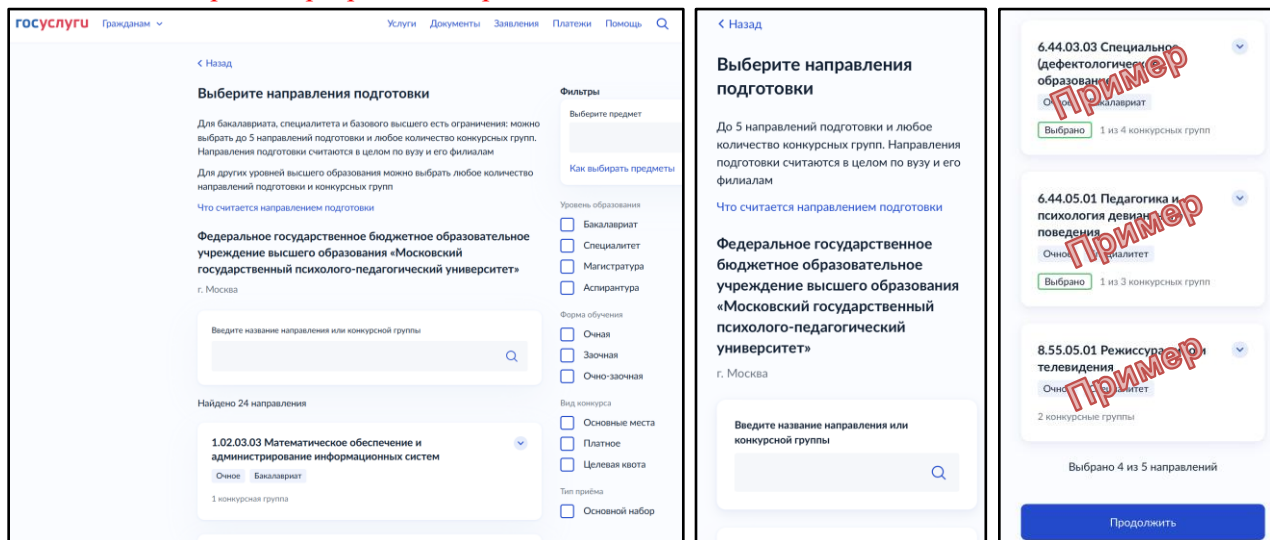 госуслуги Гражданам
Услуги Документы Заявления Платежи Помощь
Назад
Выберите направления подготовки
Для бакалавриата, специалитета и базового высшего есть ограничения: можно
выбрать до 5 направлений подготовки и любое количество конкурсных групп.
Направления подготовки считаются в целом по вузу и его филиалам
Для других уровней высшего образования можно выбрать любое количество
направлений подготовки и конкурсных групп
Что считается направлением подготовки
Федеральное государственное бюджетное образовательное
учреждение высшего образования «Московский
государственный психолого-педагогический университет»
г. Москва
Введите название направления или конкурсной группы
Найдено 24 направления
1.02.03.03 Математическое обеспечение и
администрирование информационных систем
Очное Бакалавриат
1 конкурсная группа
Фильтры
Выберите предмет
Как выбирать предметы
Уровень образования
Бакалавриат
Специалитет
Магистратура
Аспирантура
Форма обучения
Очная
Заочная
Очно-заочная
Вид конкурса
Основные места
Платное
Целевая квота
Тип приёма
Основной набор
Назад
Выберите направления
подготовки
До 5 направлений подготовки и любое
количество конкурсных групп. Направления
подготовки считаются в целом по вузу и его
филиалам
Что считается направлением подготовки
Федеральное государственное
бюджетное образовательное
учреждение высшего образования
«Московский государственный
психолого-педагогический
университет»
г. Москва
Введите название направления или
конкурсной группы
6.44.03.03 Специальное
(дефектологическое)
образование
Очное Бакалавриат
Пример
Выбрано 1 из 4 конкурсных групп
6.44.05.01 Педагогика и
психология девиантного
поведения
Очное Специалитет
Пример
Выбрано 1 из 3 конкурсных групп
8.55.05.01 Режиссура кино и
телевидения
Очное Специалитет
Пример
2 конкурсные группы
Выбрано 4 из 5 направлений
Продолжить